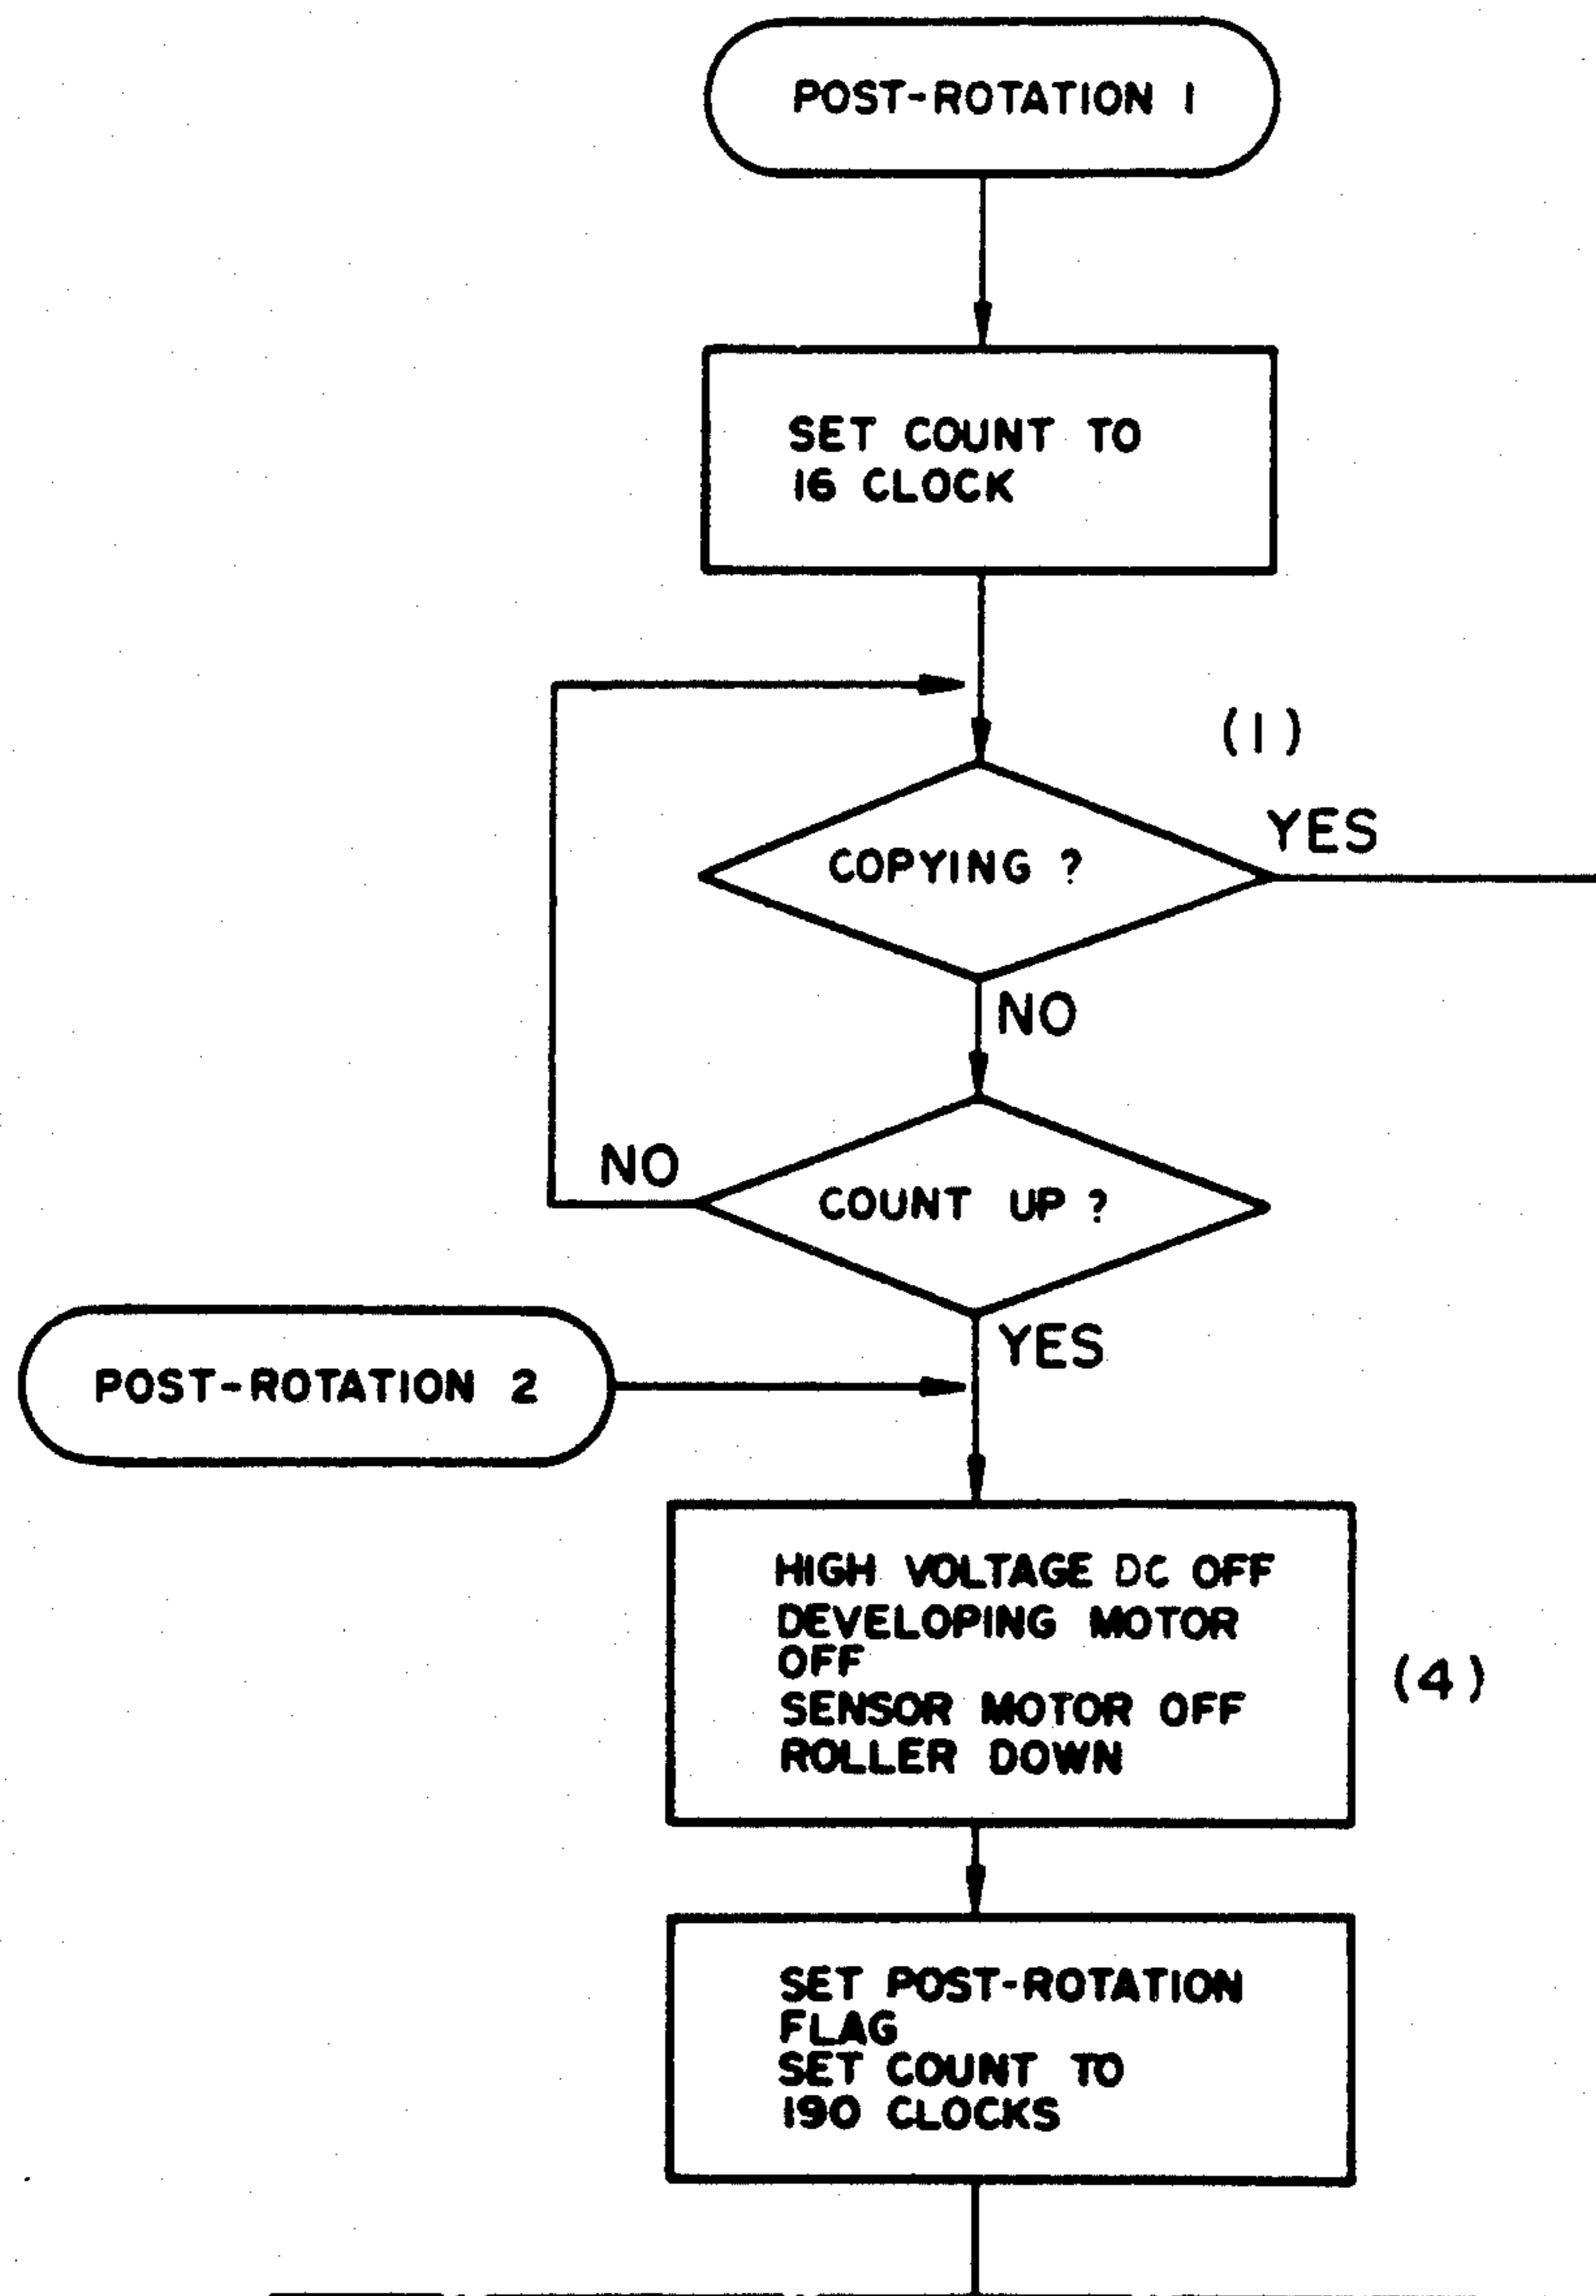 POST-ROTATION 1
SET COUNT TO
16 CLOCK
(1)
YES
COPYING ?
NO
NO
COUNT UP ?
YES
POST-ROTATION 2
HIGH VOLTAGE DC OFF
DEVELOPING MOTOR
OFF
SENSOR MOTOR OFF
ROLLER DOWN
(4)
SET POST-ROTATION
FLAG
SET COUNT TO
190 CLOCKS